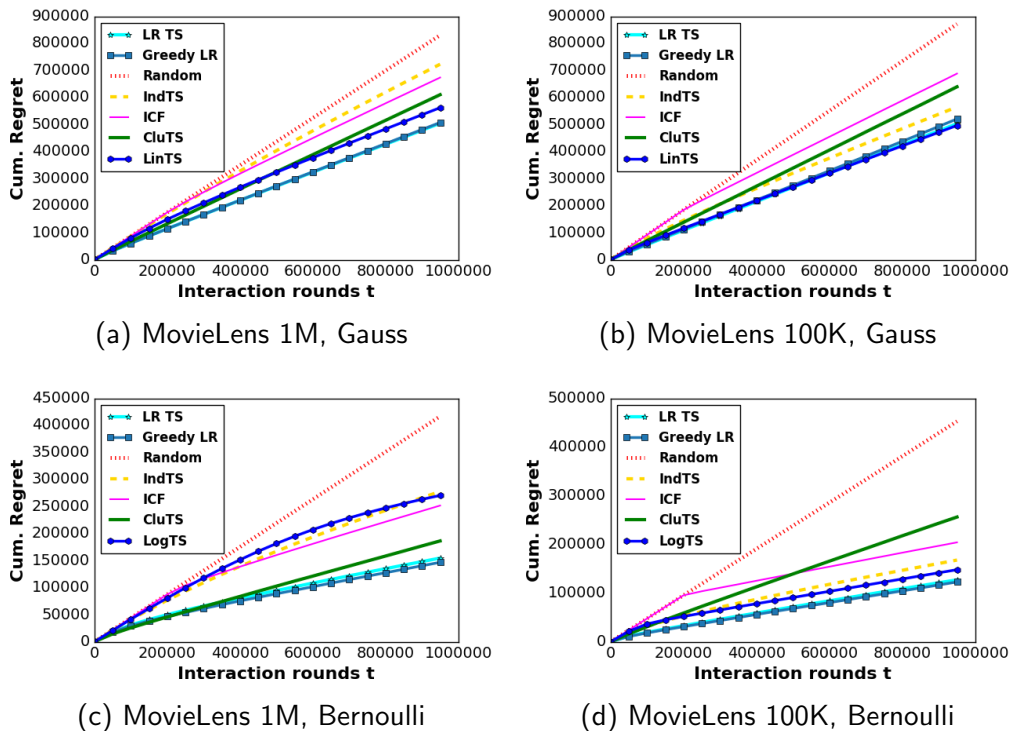 900000
800000
700000
600000
500000
400000
300000
200000
100000
0
Cum. Regret
LR TS
Greedy LR
Random
IndTS
ICF
CluTS
LinTS
0 200000 400000 600000 800000 1000000
Interaction rounds t
(a) MovieLens 1M, Gauss
900000
800000
700000
600000
500000
400000
300000
200000
100000
0
Cum. Regret
LR TS
Greedy LR
Random
IndTS
ICF
CluTS
LinTS
0 200000 400000 600000 800000 1000000
Interaction rounds t
(b) MovieLens 100K, Gauss
450000
400000
350000
300000
250000
200000
150000
100000
50000
0
Cum. Regret
LR TS
Greedy LR
Random
IndTS
ICF
CluTS
LogTS
0 200000 400000 600000 800000 1000000
Interaction rounds t
(c) MovieLens 1M, Bernoulli
500000
400000
300000
200000
100000
0
Cum. Regret
LR TS
Greedy LR
Random
IndTS
ICF
CluTS
LogTS
0 200000 400000 600000 800000 1000000
Interaction rounds t
(d) MovieLens 100K, Bernoulli